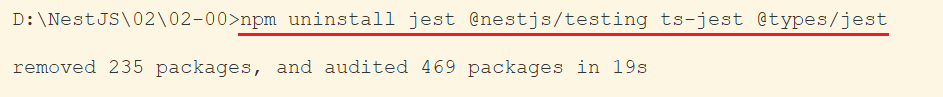 D:\NestJS\02\02-00>npm uninstall jest @nestjs/testing ts-jest @types/jest
removed 235 packages, and audited 469 packages in 19s